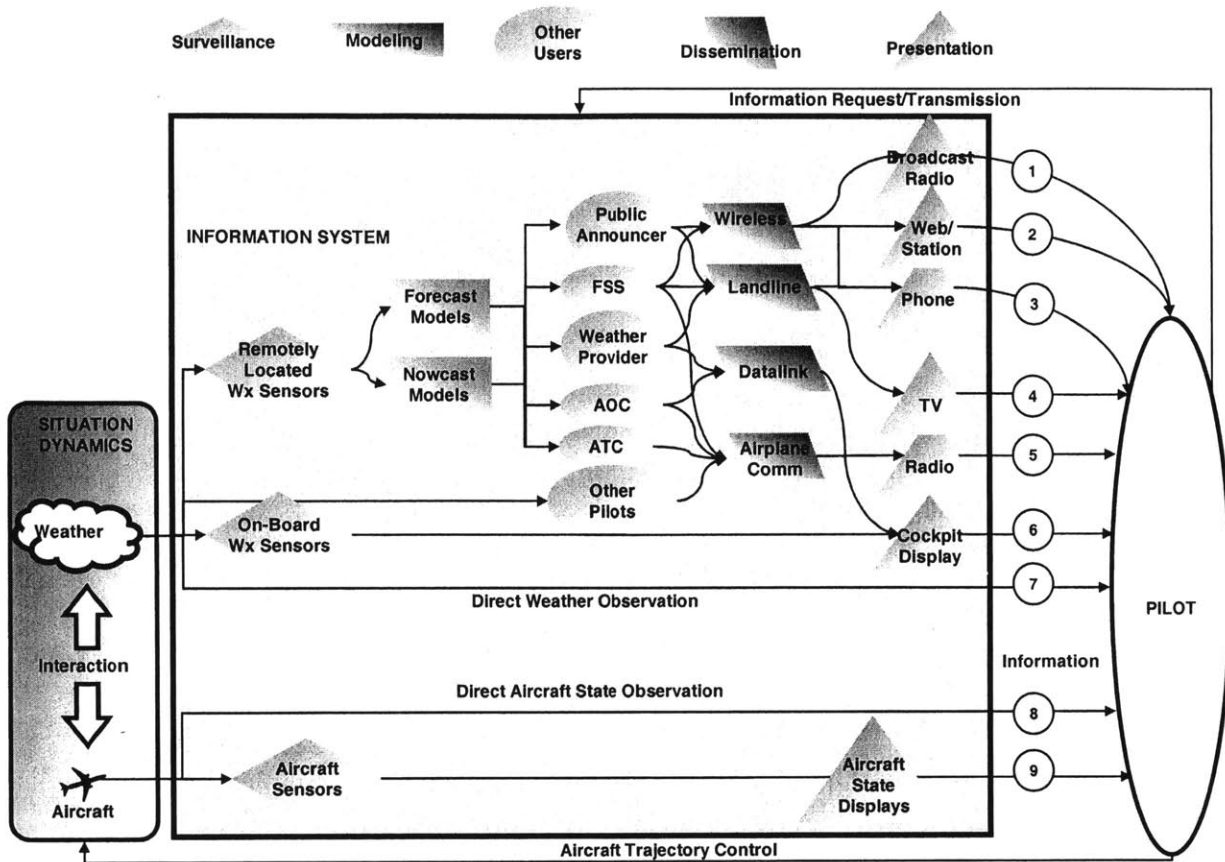 Surveillance
Modeling
Other
Users
Dissemination
Presentation
Information Request/Transmission
INFORMATION SYSTEM
Broadcast
Radio
1
Public
Announcer
Wireless
Web/
Station
2
Forecast
Models
FSS
Landline
Phone
3
Remotely
Located
Wx Sensors
Nowcast
Models
Weather
Provider
Datalink
AOC
TV
4
SITUATION
DYNAMICS
ATC
Airplane
Comm
Radio
5
Other
Pilots
Weather
On-Board
Wx Sensors
Cockpit
Display
6
Direct Weather Observation
7
PILOT
Interaction
Information
Direct Aircraft State Observation
8
Aircraft
Aircraft
Sensors
Aircraft
State
Displays
9
Aircraft Trajectory Control